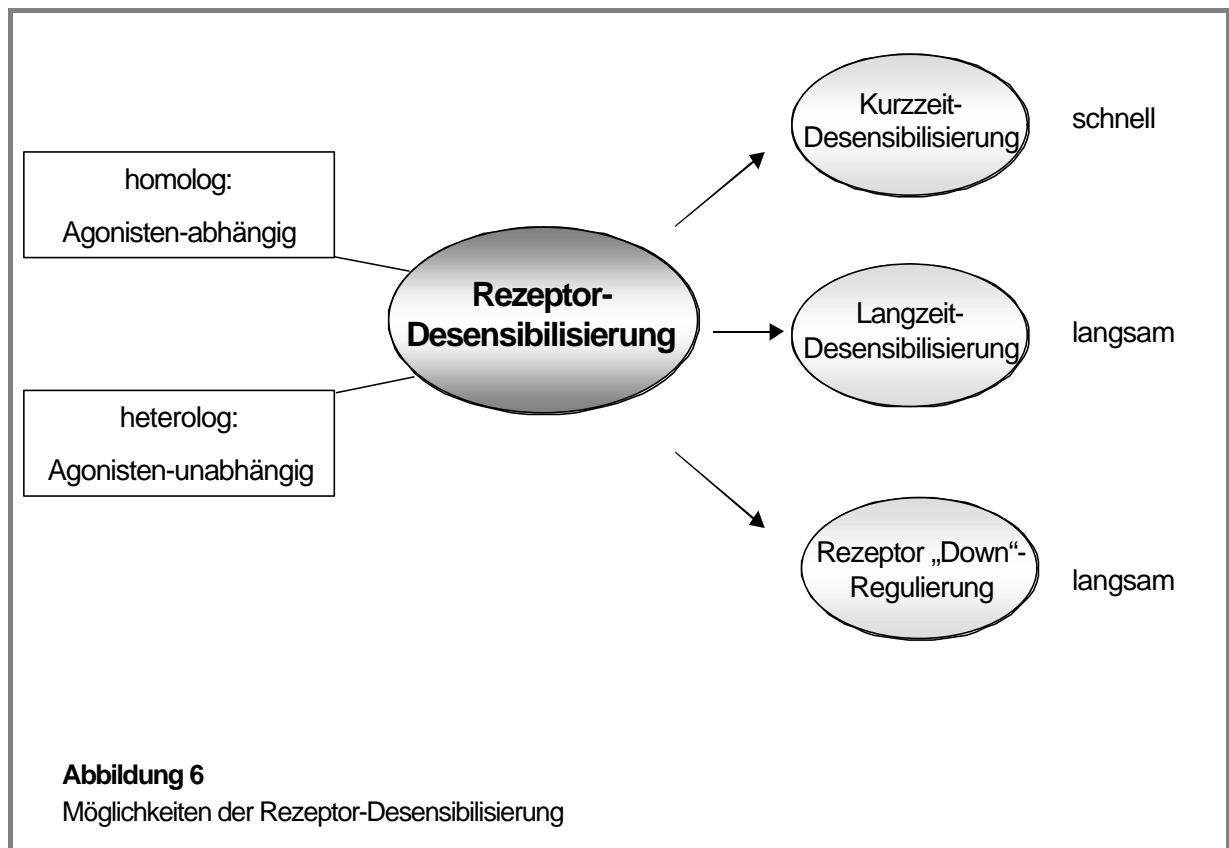 homolog:
Agonisten-abhängig
heterolog:
Agonisten-unabhängig
Rezeptor-
Desensibilisierung
Kurzzeit-
Desensibilisierung
schnell
Langzeit-
Desensibilisierung
langsam
Rezeptor „Down“-
Regulierung
langsam
Abbildung 6
Möglichkeiten der Rezeptor-Desensibilisierung